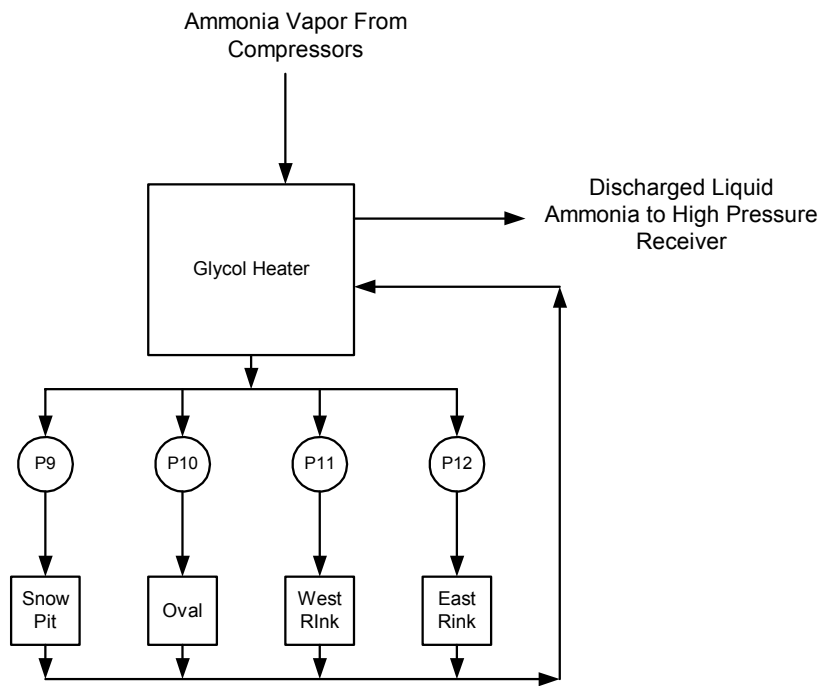 Ammonia Vapor From
Compressors
Discharged Liquid
Ammonia to High Pressure
Receiver
Glycol Heater
P9
P10
P11
P12
Snow
Pit
Oval
West
RInk
East
Rink